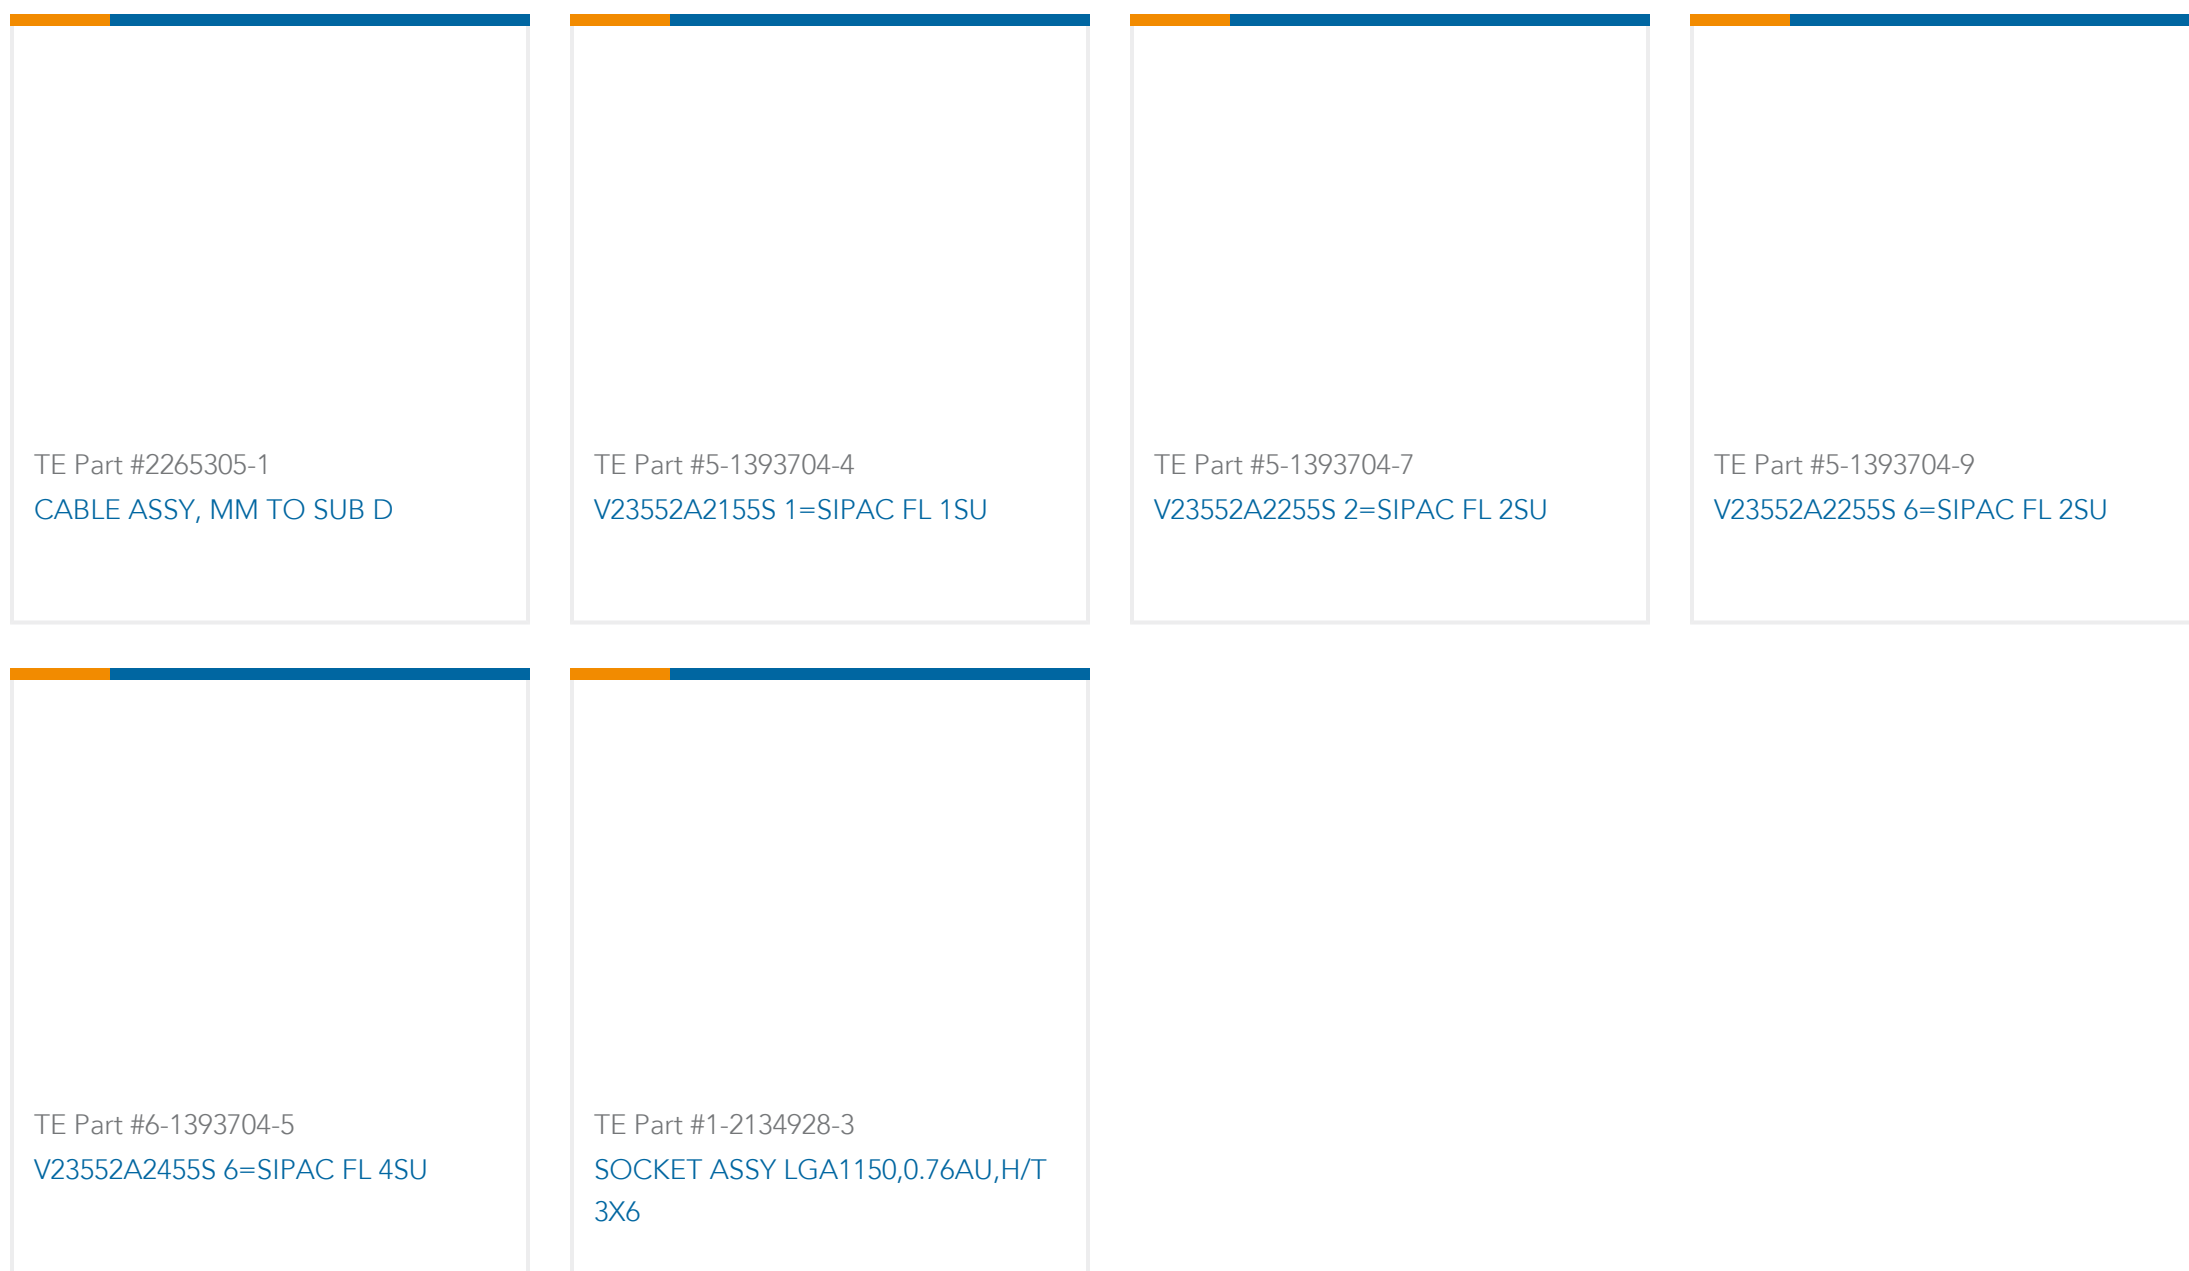 TE Part #2265305-1
CABLE ASSY, MM TO SUB D
TE Part #5-1393704-4
V23552A2155S 1=SIPAC FL 1SU
TE Part #5-1393704-7
V23552A2255S 2=SIPAC FL 2SU
TE Part #5-1393704-9
V23552A2255S 6=SIPAC FL 2SU
TE Part #6-1393704-5
V23552A2455S 6=SIPAC FL 4SU
TE Part #1-2134928-3
SOCKET ASSY LGA1150,0.76AU,H/T
3X6